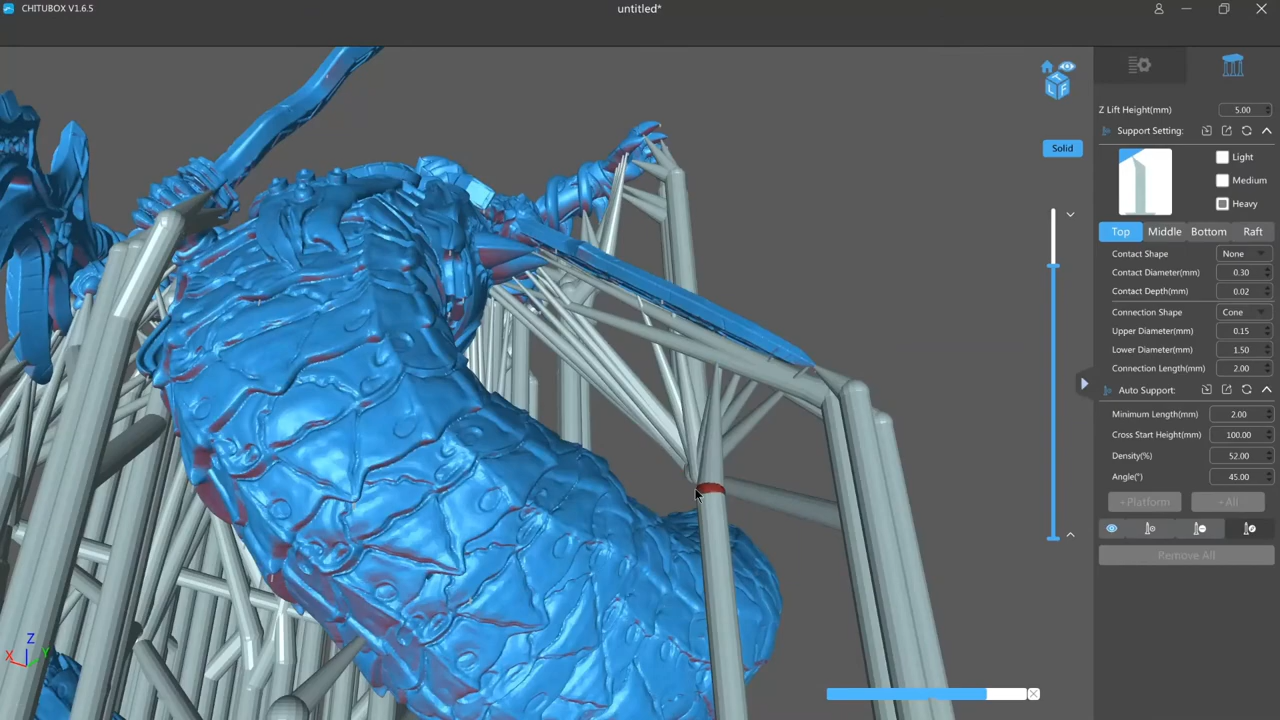 CHITUBOX V1.6.5
untitled*
Z Lift Height(mm) 5.00
Support Setting:
Light
Medium
Heavy
Top Middle Bottom Raft
Contact Shape None
Contact Diameter(mm) 0.30
Contact Depth(mm) 0.02
Connection Shape Cone
Upper Diameter(mm) 0.15
Lower Diameter(mm) 1.50
Connection Length(mm) 2.00
Auto Support:
Minimum Length(mm) 2.00
Cross Start Height(mm) 100.00
Density(%) 52.00
Angle(°) 45.00
+Platform +All
Remove All
T
L F
Solid
Z
X Y